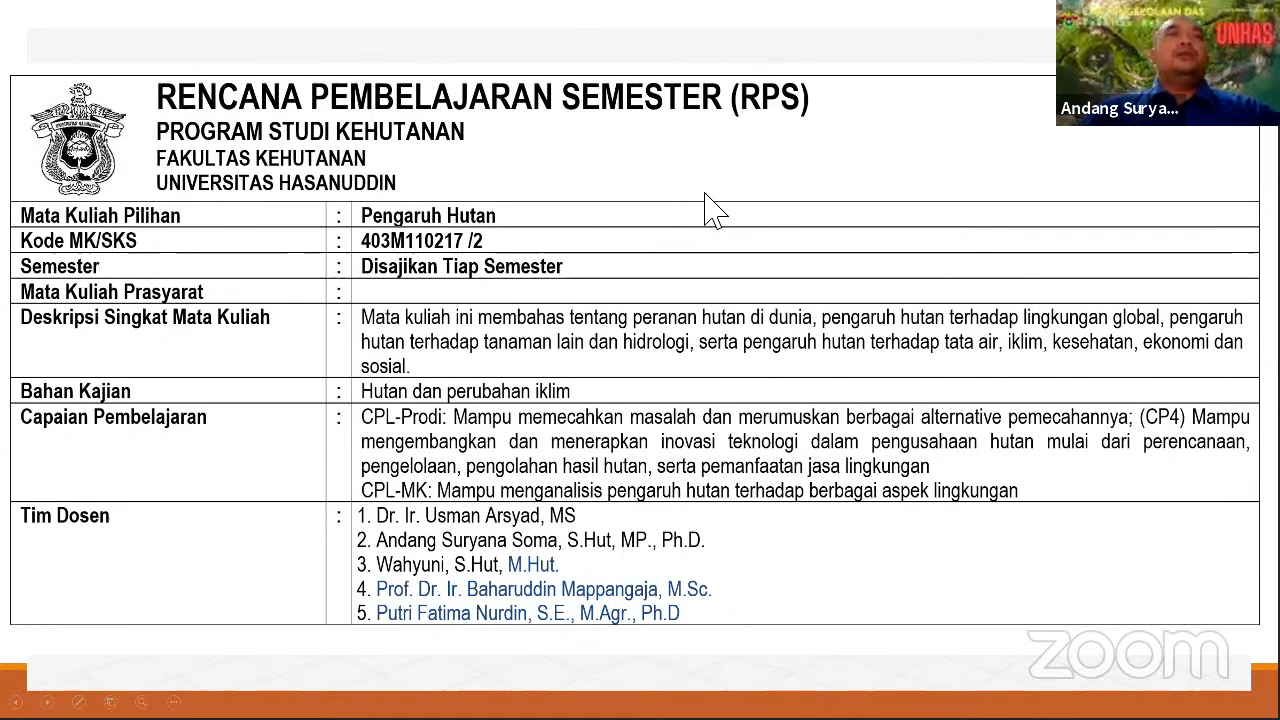 RENCANA PEMBELAJARAN SEMESTER (RPS)
PROGRAM STUDI KEHUTANAN
FAKULTAS KEHUTANAN
UNIVERSITAS HASANUDDIN
UNHAS
Andang Surya...
Mata Kuliah Pilihan : Pengaruh Hutan
Kode MK/SKS : 403M110217 /2
Semester : Disajikan Tiap Semester
Mata Kuliah Prasyarat :
Deskripsi Singkat Mata Kuliah : Mata kuliah ini membahas tentang peranan hutan di dunia, pengaruh hutan terhadap lingkungan global, pengaruh
hutan terhadap tanaman lain dan hidrologi, serta pengaruh hutan terhadap tata air, iklim, kesehatan, ekonomi dan
sosial.
Bahan Kajian : Hutan dan perubahan iklim
Capaian Pembelajaran : CPL-Prodi: Mampu memecahkan masalah dan merumuskan berbagai alternative pemecahannya; (CP4) Mampu
mengembangkan dan menerapkan inovasi teknologi dalam pengusahaan hutan mulai dari perencanaan,
pengelolaan, pengolahan hasil hutan, serta pemanfaatan jasa lingkungan
CPL-MK: Mampu menganalisis pengaruh hutan terhadap berbagai aspek lingkungan
Tim Dosen : 1. Dr. Ir. Usman Arsyad, MS
2. Andang Suryana Soma, S.Hut, MP., Ph.D.
3. Wahyuni, S.Hut, M.Hut.
4. Prof. Dr. Ir. Baharuddin Mappangaja, M.Sc.
5. Putri Fatima Nurdin, S.E., M.Agr., Ph.D
zoom